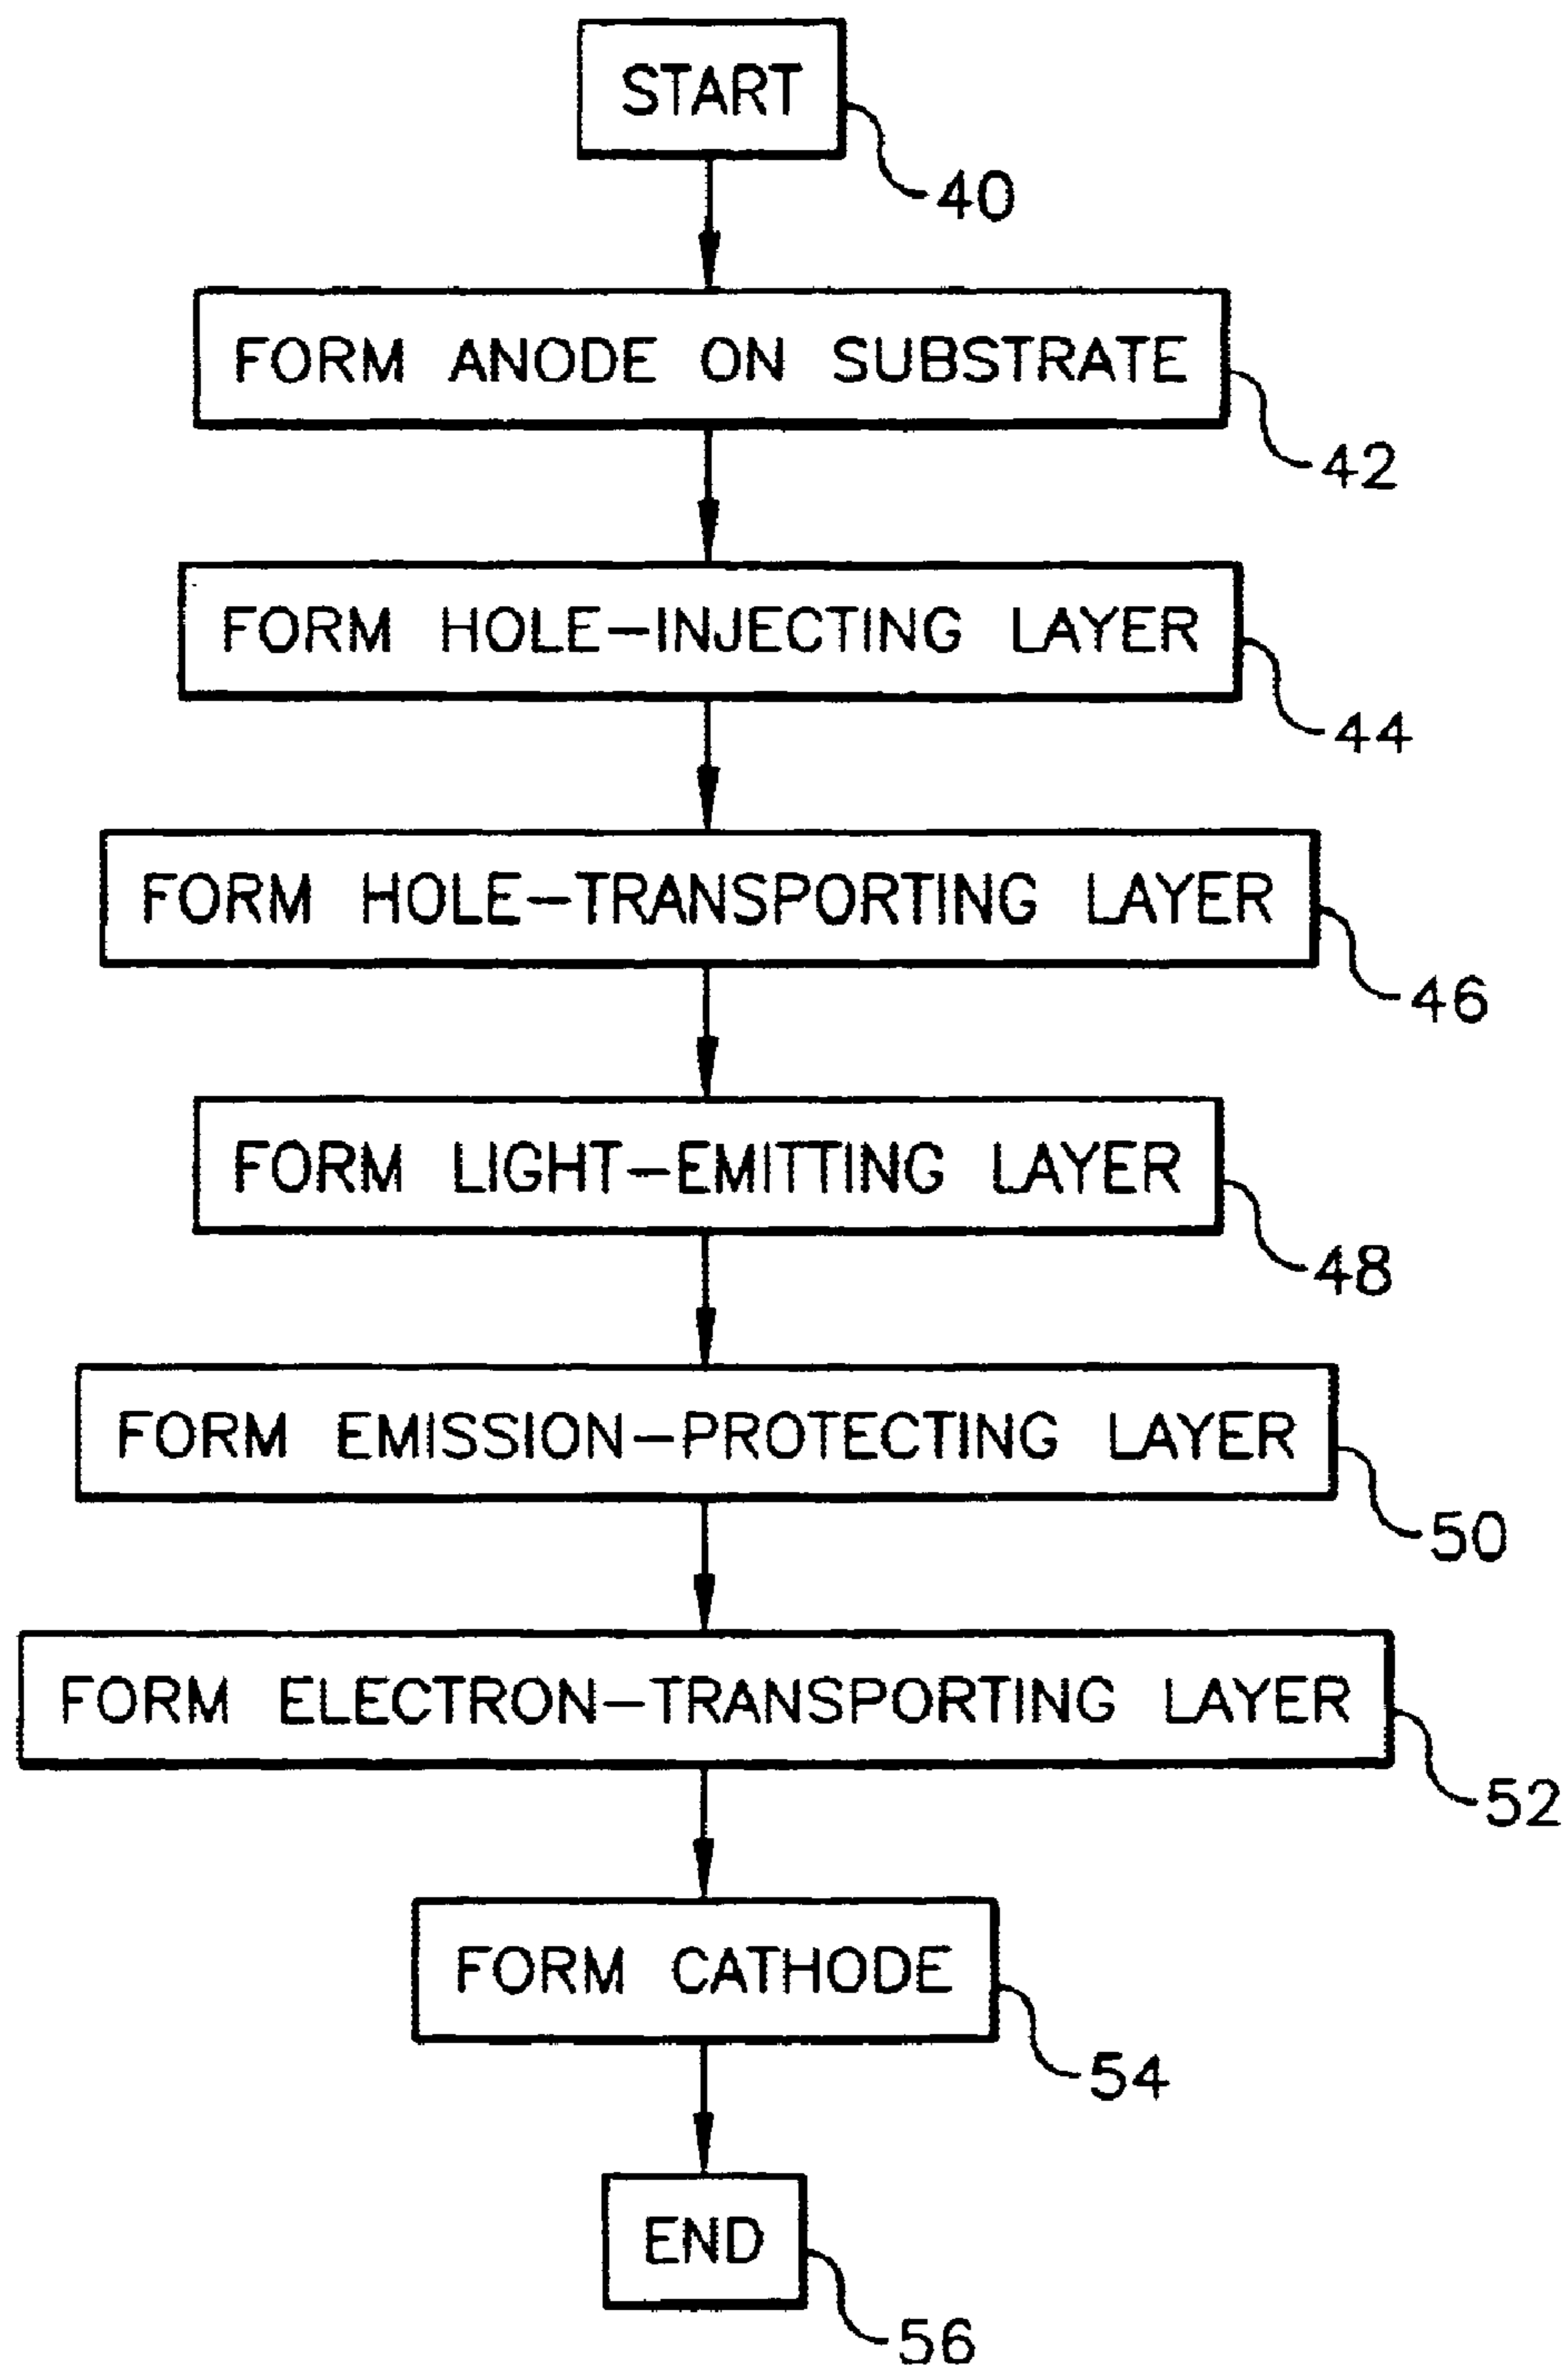 START
40
FORM ANODE ON SUBSTRATE
42
FORM HOLE-INJECTING LAYER
44
FORM HOLE-TRANSPORTING LAYER
46
FORM LIGHT-EMITTING LAYER
48
FORM EMISSION-PROTECTING LAYER
50
FORM ELECTRON-TRANSPORTING LAYER
52
FORM CATHODE
54
END
56